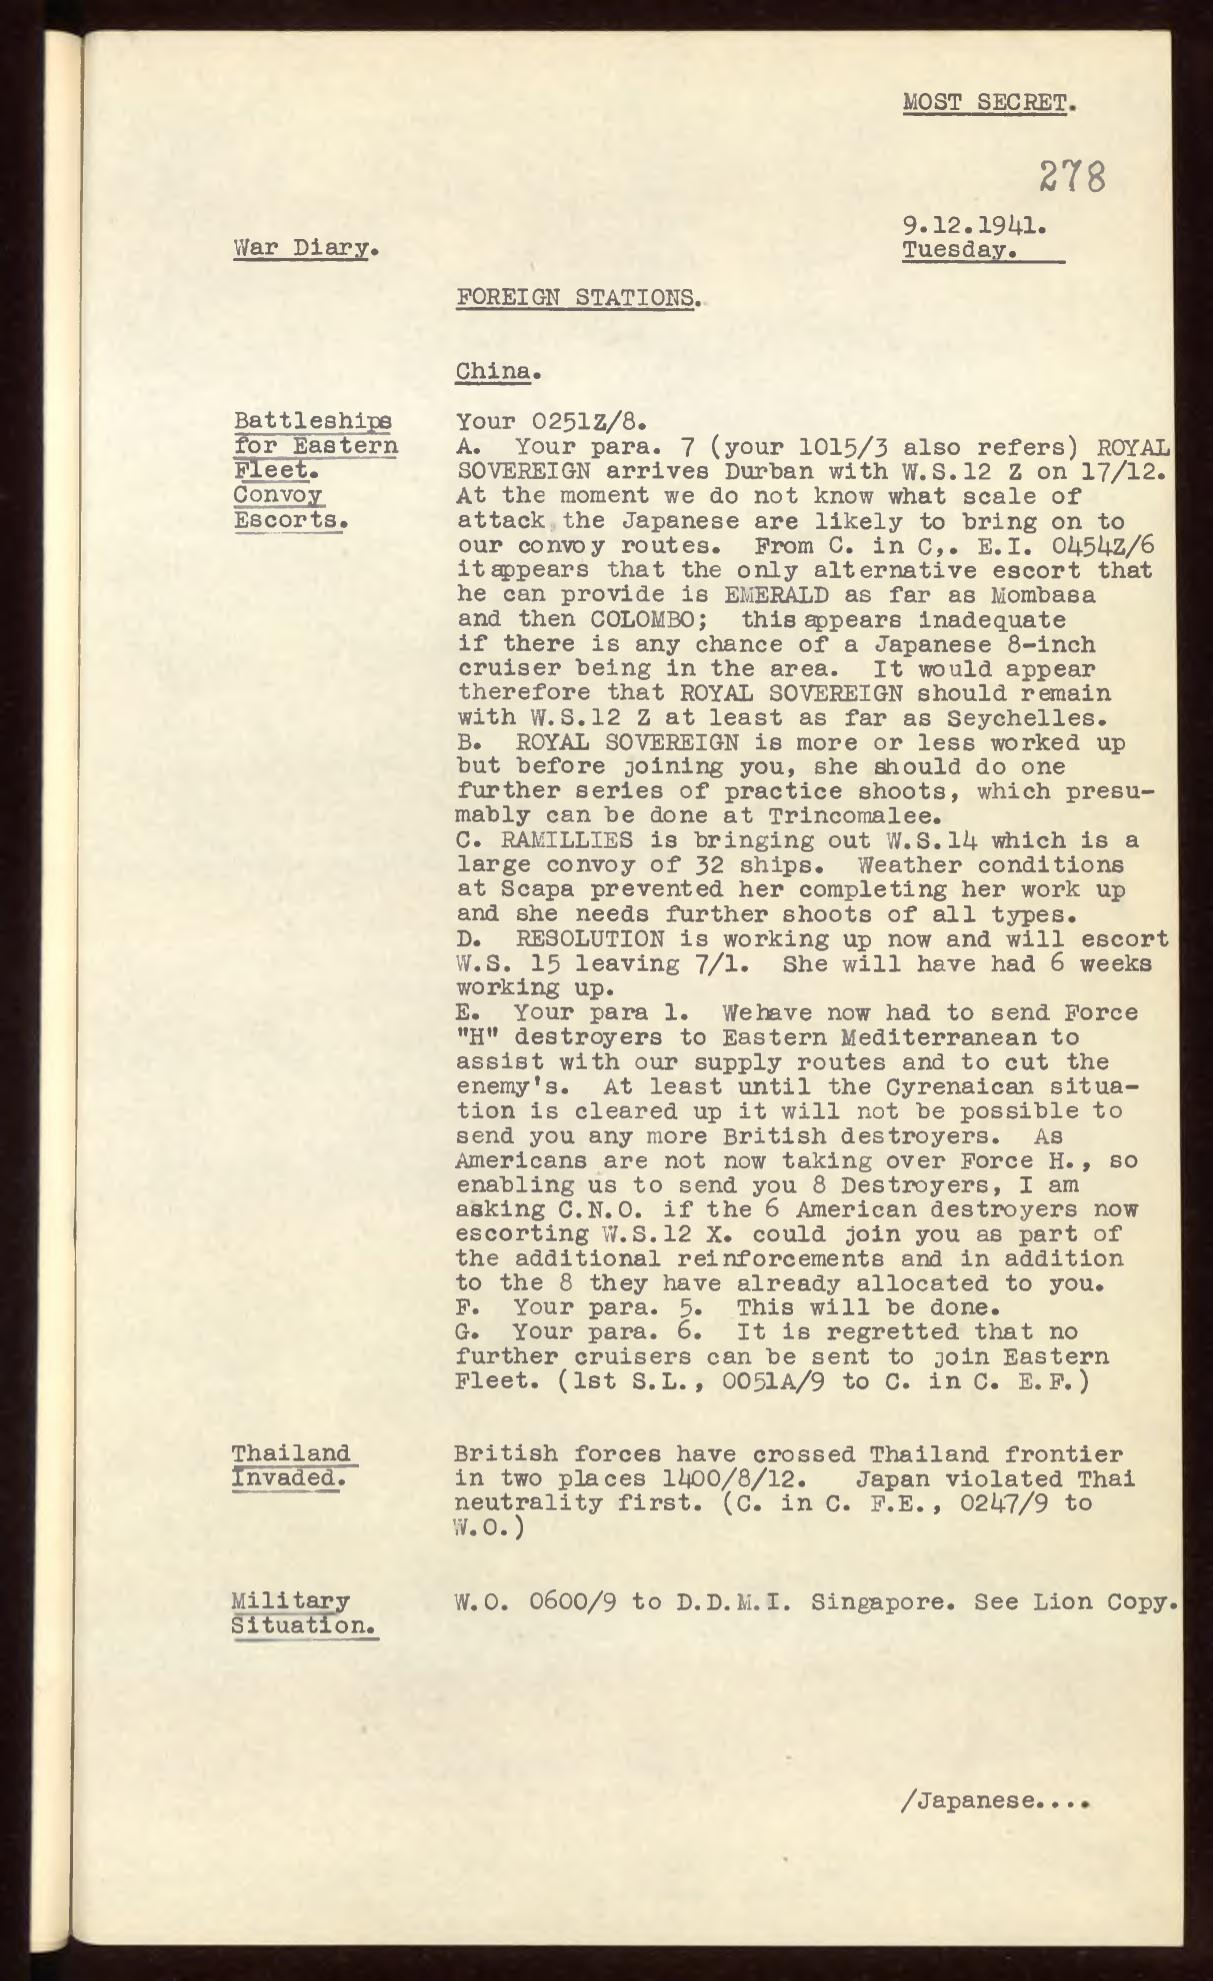 MOST SECRET.
278
9.12.1941.
War Diary.
Tuesday.
FOREIGN STATIONS.
China.
Battleships
for Eastern
Fleet.
Convoy
Escorts.
Your 0251Z/8.
A. Your para. 7 (your 1015/3 also refers) ROYAL
SOVEREIGN arrives Durban with W.S.12 Z on 17/12.
At the moment we do not know what scale of
attack the Japanese are likely to bring on to
our convoy routes. From C. in C,. E.I. 0454Z/6
it appears that the only alternative escort that
he can provide is EMERALD as far as Mombasa
and then COLOMBO; this appears inadequate
if there is any chance of a Japanese 8-inch
cruiser being in the area. It would appear
therefore that ROYAL SOVEREIGN should remain
with W.S.12 Z at least as far as Seychelles.
B. ROYAL SOVEREIGN is more or less worked up
but before joining you, she should do one
further series of practice shoots, which presu-
mably can be done at Trincomalee.
C. RAMILLIES is bringing out W.S.14 which is a
large convoy of 32 ships. Weather conditions
at Scapa prevented her completing her work up
and she needs further shoots of all types.
D. RESOLUTION is working up now and will escort
W.S. 15 leaving 7/1. She will have had 6 weeks
working up.
E. Your para 1. We have now had to send Force
"H" destroyers to Eastern Mediterranean to
assist with our supply routes and to cut the
enemy's. At least until the Cyrenaican situa-
tion is cleared up it will not be possible to
send you any more British destroyers. As
Americans are not now taking over Force H., so
enabling us to send you 8 Destroyers, I am
asking C.N.O. if the 6 American destroyers now
escorting W.S.12 X. could join you as part of
the additional reinforcements and in addition
to the 8 they have already allocated to you.
F. Your para. 5. This will be done.
G. Your para. 6. It is regretted that no
further cruisers can be sent to join Eastern
Fleet. (1st S.L., 0051A/9 to C. in C. E.F.)
Thailand
Invaded.
British forces have crossed Thailand frontier
in two places 1400/8/12. Japan violated Thai
neutrality first. (C. in C. F.E., 0247/9 to
W.O.)
Military
Situation.
W.O. 0600/9 to D.D.M.I. Singapore. See Lion Copy.
/Japanese....